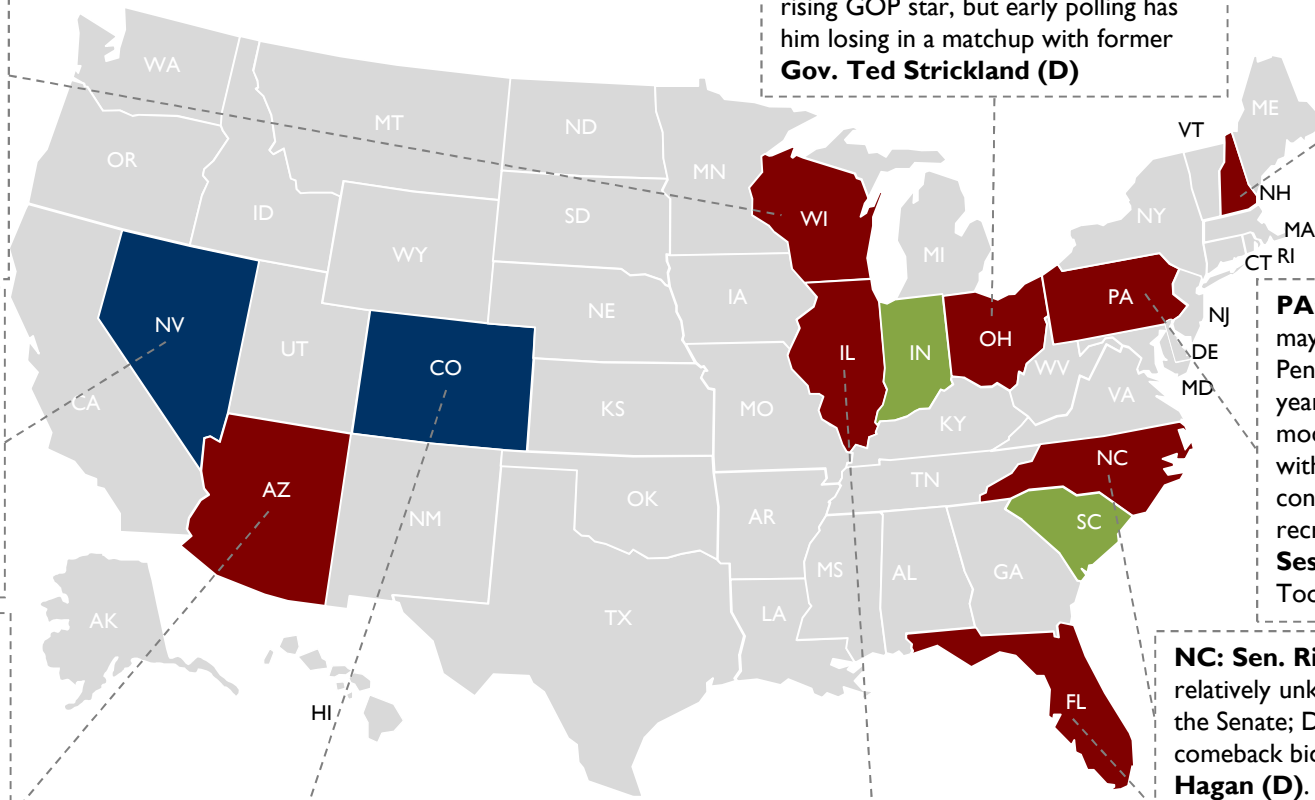 rising GOP star, but early polling has
him losing in a matchup with former
Gov. Ted Strickland (D)
WA
MT
ND
MN
OR
ID
SD
WI
WY
MI
NY
VT
ME
NH
MA
CT
RI
NV
UT
CO
NE
IA
IL
IN
OH
PA
NJ
DE
MD
CA
KS
MO
WV
VA
KY
AZ
NM
OK
AR
TN
NC
SC
MS
AL
GA
AK
TX
LA
HI
FL
PA
may
Pen
year
with
con
recr
Ses
Too
NC: Sen. Ri
relatively unk
the Senate; D
comeback bid
Hagan (D).